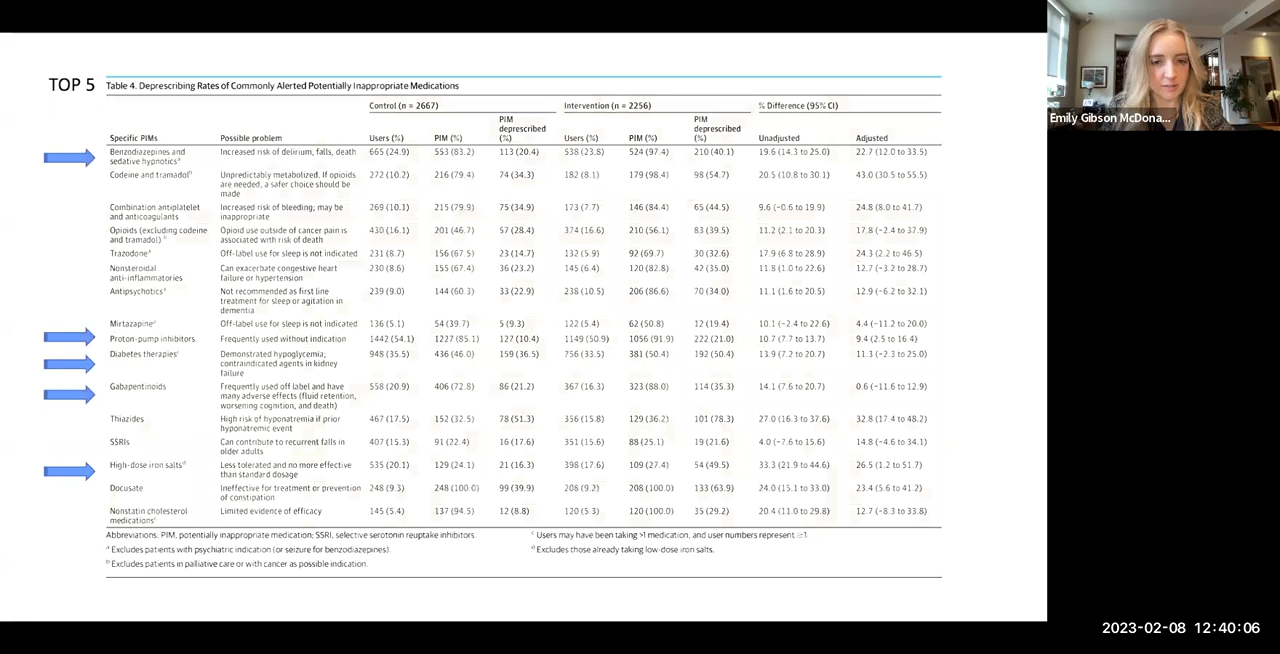 TOP 5
Table 4. Deprescribing Rates of Commonly Alerted Potentially Inappropriate Medications
Control (n = 2667) Intervention (n = 2256) % Difference (95% CI)
Specific PIMs Possible problem Users (%) PIM (%) PIM deprescribed (%) Users (%) PIM (%) PIM deprescribed (%) Unadjusted Adjusted
Benzodiazepines and Increased risk of delirium, falls, death 665 (24.9) 553 (83.2) 113 (20.4) 538 (23.8) 524 (97.4) 210 (40.1) 19.6 (14.3 to 25.0) 22.7 (12.0 to 33.5)
sedative hypnoticsᵃ
Codeine and tramadolᵇ Unpredictably metabolized. If opioids 272 (10.2) 216 (79.4) 74 (34.3) 182 (8.1) 179 (98.4) 98 (54.7) 20.5 (10.8 to 30.1) 43.0 (30.5 to 55.5)
are needed, a safer choice should be
made
Combination antiplatelet Increased risk of bleeding; may be 269 (10.1) 215 (79.9) 75 (34.9) 173 (7.7) 146 (84.4) 65 (44.5) 9.6 (−0.6 to 19.9) 24.8 (8.0 to 41.7)
and anticoagulants inappropriate
Opioids (excluding codeine Opioid use outside of cancer pain is 430 (16.1) 201 (46.7) 57 (28.4) 374 (16.6) 210 (56.1) 83 (39.5) 11.2 (2.1 to 20.3) 17.8 (−2.4 to 37.9)
and tramadol)ᵇ associated with risk of death
Trazodoneᵃ Off-label use for sleep is not indicated 231 (8.7) 156 (67.5) 23 (14.7) 132 (5.9) 92 (69.7) 30 (32.6) 17.9 (6.8 to 28.9) 24.3 (2.2 to 46.5)
Nonsteroidal Can exacerbate congestive heart 230 (8.6) 155 (67.4) 36 (23.2) 145 (6.4) 120 (82.8) 42 (35.0) 11.8 (1.0 to 22.6) 12.7 (−3.2 to 28.7)
anti-inflammatories failure or hypertension
Antipsychoticsᵃ Not recommended as first line 239 (9.0) 144 (60.3) 33 (22.9) 238 (10.5) 206 (86.6) 70 (34.0) 11.1 (1.6 to 20.5) 12.9 (−6.2 to 32.1)
treatment for sleep or agitation in
dementia
Mirtazapineᵃ Off-label use for sleep is not indicated 136 (5.1) 54 (39.7) 5 (9.3) 122 (5.4) 62 (50.8) 12 (19.4) 10.1 (−2.4 to 22.6) 4.4 (−11.2 to 20.0)
Proton-pump inhibitors Frequently used without indication 1442 (54.1) 1227 (85.1) 127 (10.4) 1149 (50.9) 1056 (91.9) 222 (21.0) 10.7 (7.7 to 13.7) 9.4 (2.5 to 16.4)
Diabetes therapiesᶜ Demonstrated hypoglycemia; 948 (35.5) 436 (46.0) 159 (36.5) 756 (33.5) 381 (50.4) 192 (50.4) 13.9 (7.2 to 20.7) 11.3 (−2.3 to 25.0)
contraindicated agents in kidney
failure
Gabapentinoids Frequently used off label and have 558 (20.9) 406 (72.8) 86 (21.2) 367 (16.3) 323 (88.0) 114 (35.3) 14.1 (7.6 to 20.7) 0.6 (−11.6 to 12.9)
many adverse effects (fluid retention,
worsening cognition, and death)
Thiazides High risk of hyponatremia if prior 467 (17.5) 152 (32.5) 78 (51.3) 356 (15.8) 129 (36.2) 101 (78.3) 27.0 (16.3 to 37.6) 32.8 (17.4 to 48.2)
hyponatremic event
SSRIs Can contribute to recurrent falls in 407 (15.3) 91 (22.4) 16 (17.6) 351 (15.6) 88 (25.1) 19 (21.6) 4.0 (−7.6 to 15.6) 14.8 (−4.6 to 34.1)
older adults
High-dose iron saltsᵈ Less tolerated and no more effective 535 (20.1) 129 (24.1) 21 (16.3) 398 (17.6) 109 (27.4) 54 (49.5) 33.3 (21.9 to 44.6) 26.5 (1.2 to 51.7)
than standard dosage
Docusate Ineffective for treatment or prevention 248 (9.3) 248 (100.0) 99 (39.9) 208 (9.2) 208 (100.0) 133 (63.9) 24.0 (15.1 to 33.0) 23.4 (5.6 to 41.2)
of constipation
Nonstatin cholesterol Limited evidence of efficacy 145 (5.4) 137 (94.5) 12 (8.8) 120 (5.3) 120 (100.0) 35 (29.2) 20.4 (11.0 to 29.8) 12.7 (−8.3 to 33.8)
medicationsᶜ
Abbreviations. PIM, potentially inappropriate medication; SSRI, selective serotonin reuptake inhibitors.
ᵃ Excludes patients with psychiatric indication (or seizure for benzodiazepines).
ᵇ Excludes patients in palliative care or with cancer as possible indication.
ᶜ Users may have been taking >1 medication, and user numbers represent ≥1.
ᵈ Excludes those already taking low-dose iron salts.
Emily Gibson McDona...
2023-02-08 12:40:06